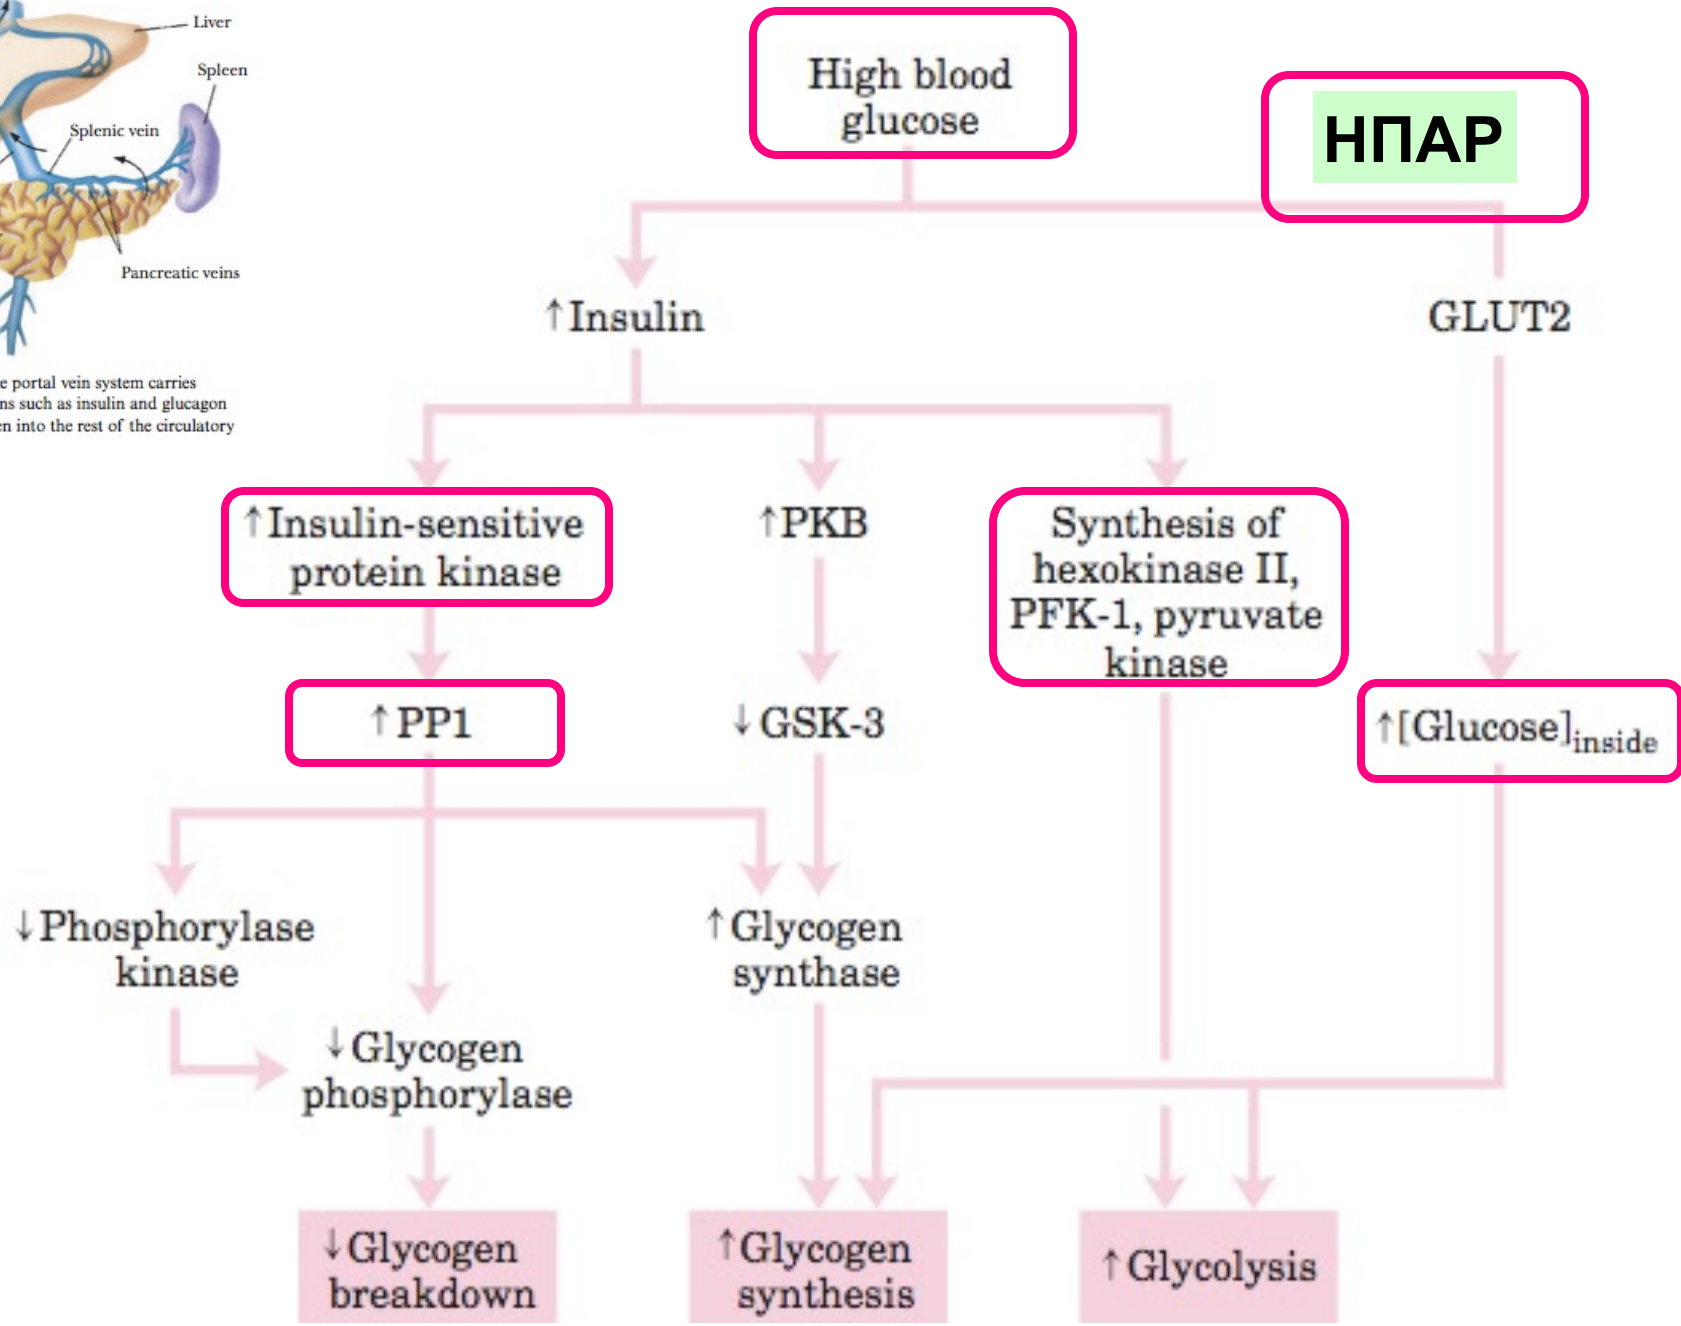 Liver
Spleen
Splenic vein
Pancreatic veins
e portal vein system carries
ns such as insulin and glucagon
en into the rest of the circulatory
High blood
glucose
НПАР
↑Insulin
GLUT2
↑Insulin-sensitive
protein kinase
↑PKB
Synthesis of
hexokinase II,
PFK-1, pyruvate
kinase
↑PP1
↓GSK-3
↑[Glucose]inside
↓Phosphorylase
kinase
↑Glycogen
synthase
↓Glycogen
phosphorylase
↓Glycogen
breakdown
↑Glycogen
synthesis
↑Glycolysis